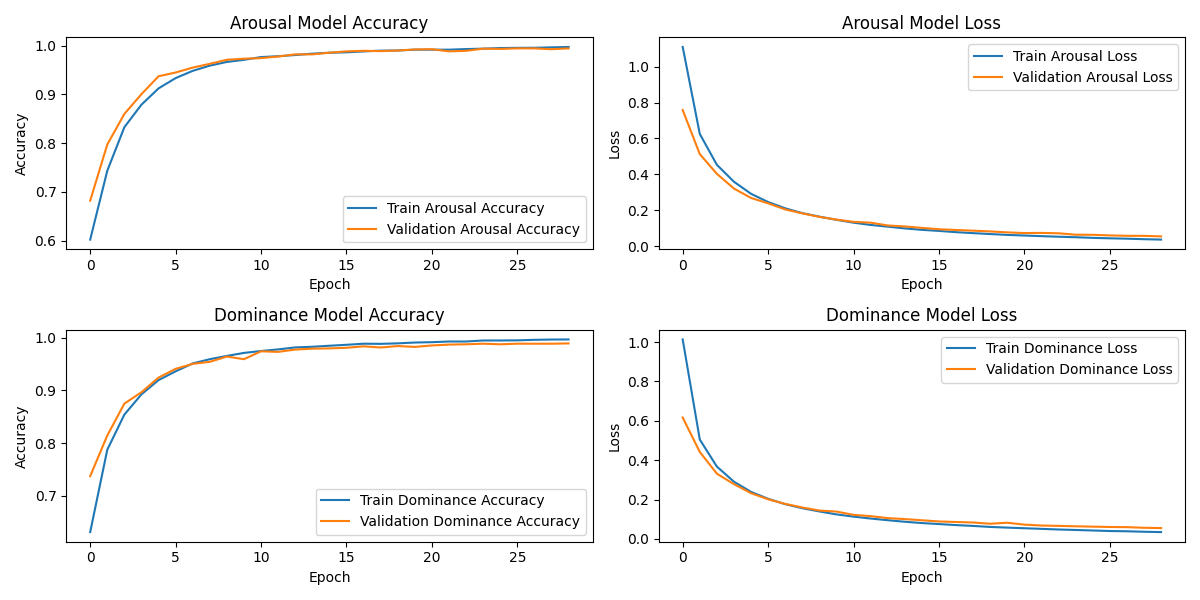 Arousal Model Accuracy
1.0
0.9
0.8
0.7
0.6
Accuracy
0 5 10 15 20 25
Epoch
Train Arousal Accuracy
Validation Arousal Accuracy
Arousal Model Loss
1.0
0.8
0.6
0.4
0.2
0.0
Loss
0 5 10 15 20 25
Epoch
Train Arousal Loss
Validation Arousal Loss
Dominance Model Accuracy
1.0
0.9
0.8
0.7
Accuracy
0 5 10 15 20 25
Epoch
Train Dominance Accuracy
Validation Dominance Accuracy
Dominance Model Loss
1.0
0.8
0.6
0.4
0.2
0.0
Loss
0 5 10 15 20 25
Epoch
Train Dominance Loss
Validation Dominance Loss